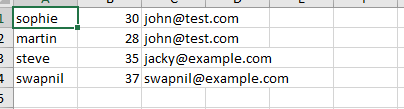 A B C D E F
1 sophie 30 john@test.com
2 martin 28 john@test.com
3 steve 35 jacky@example.com
4 swapnil 37 swapnil@example.com